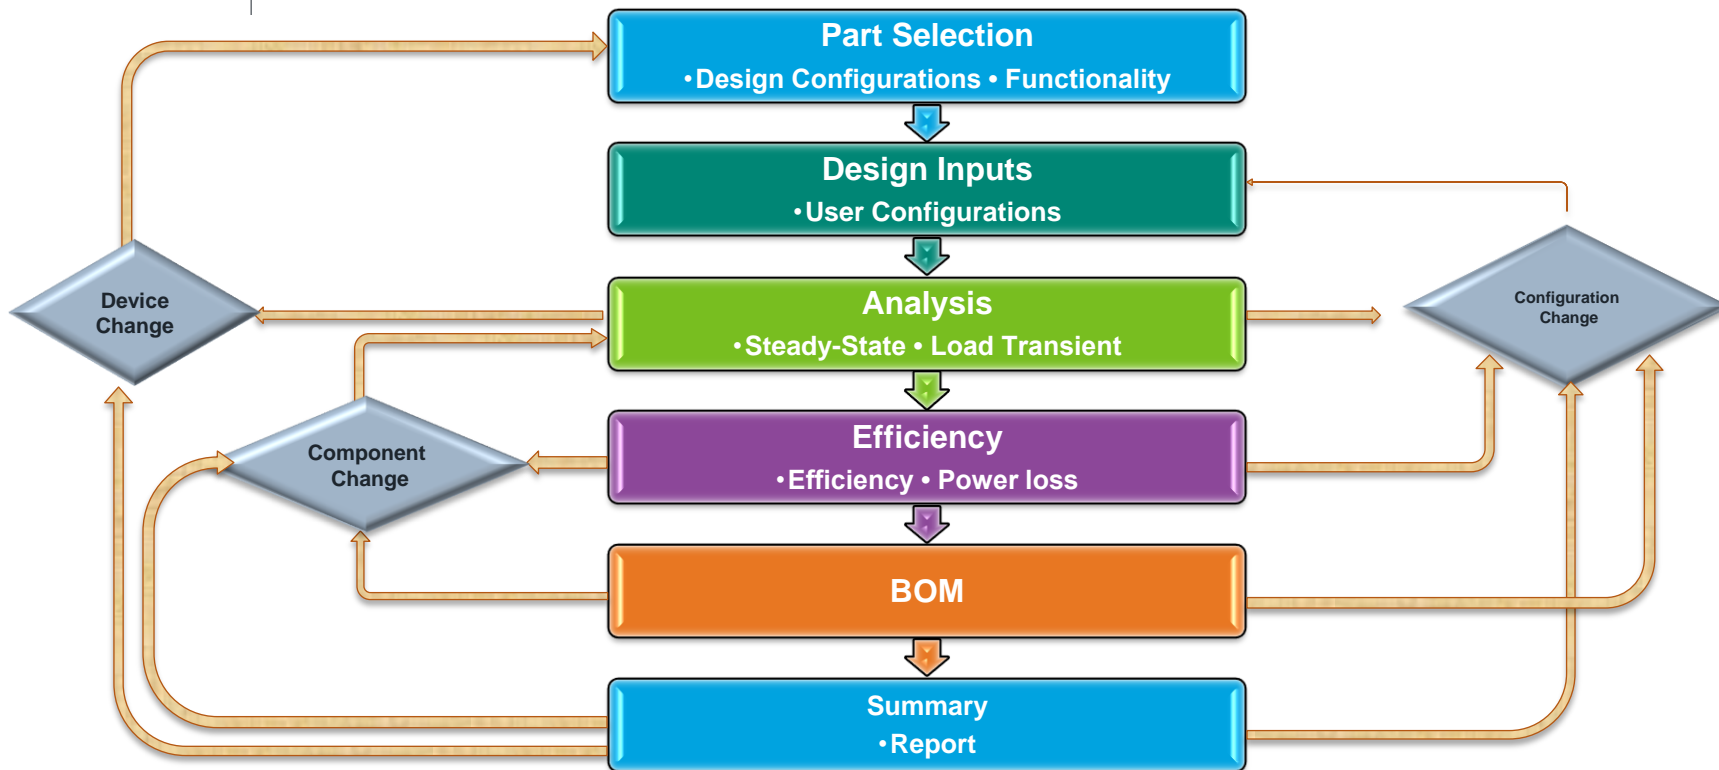 Part Selection
•Design Configurations • Functionality
Design Inputs
•User Configurations
Analysis
•Steady-State • Load Transient
Device
Change
Configuration
Change
Efficiency
•Efficiency • Power loss
Component
Change
BOM
Summary
•Report